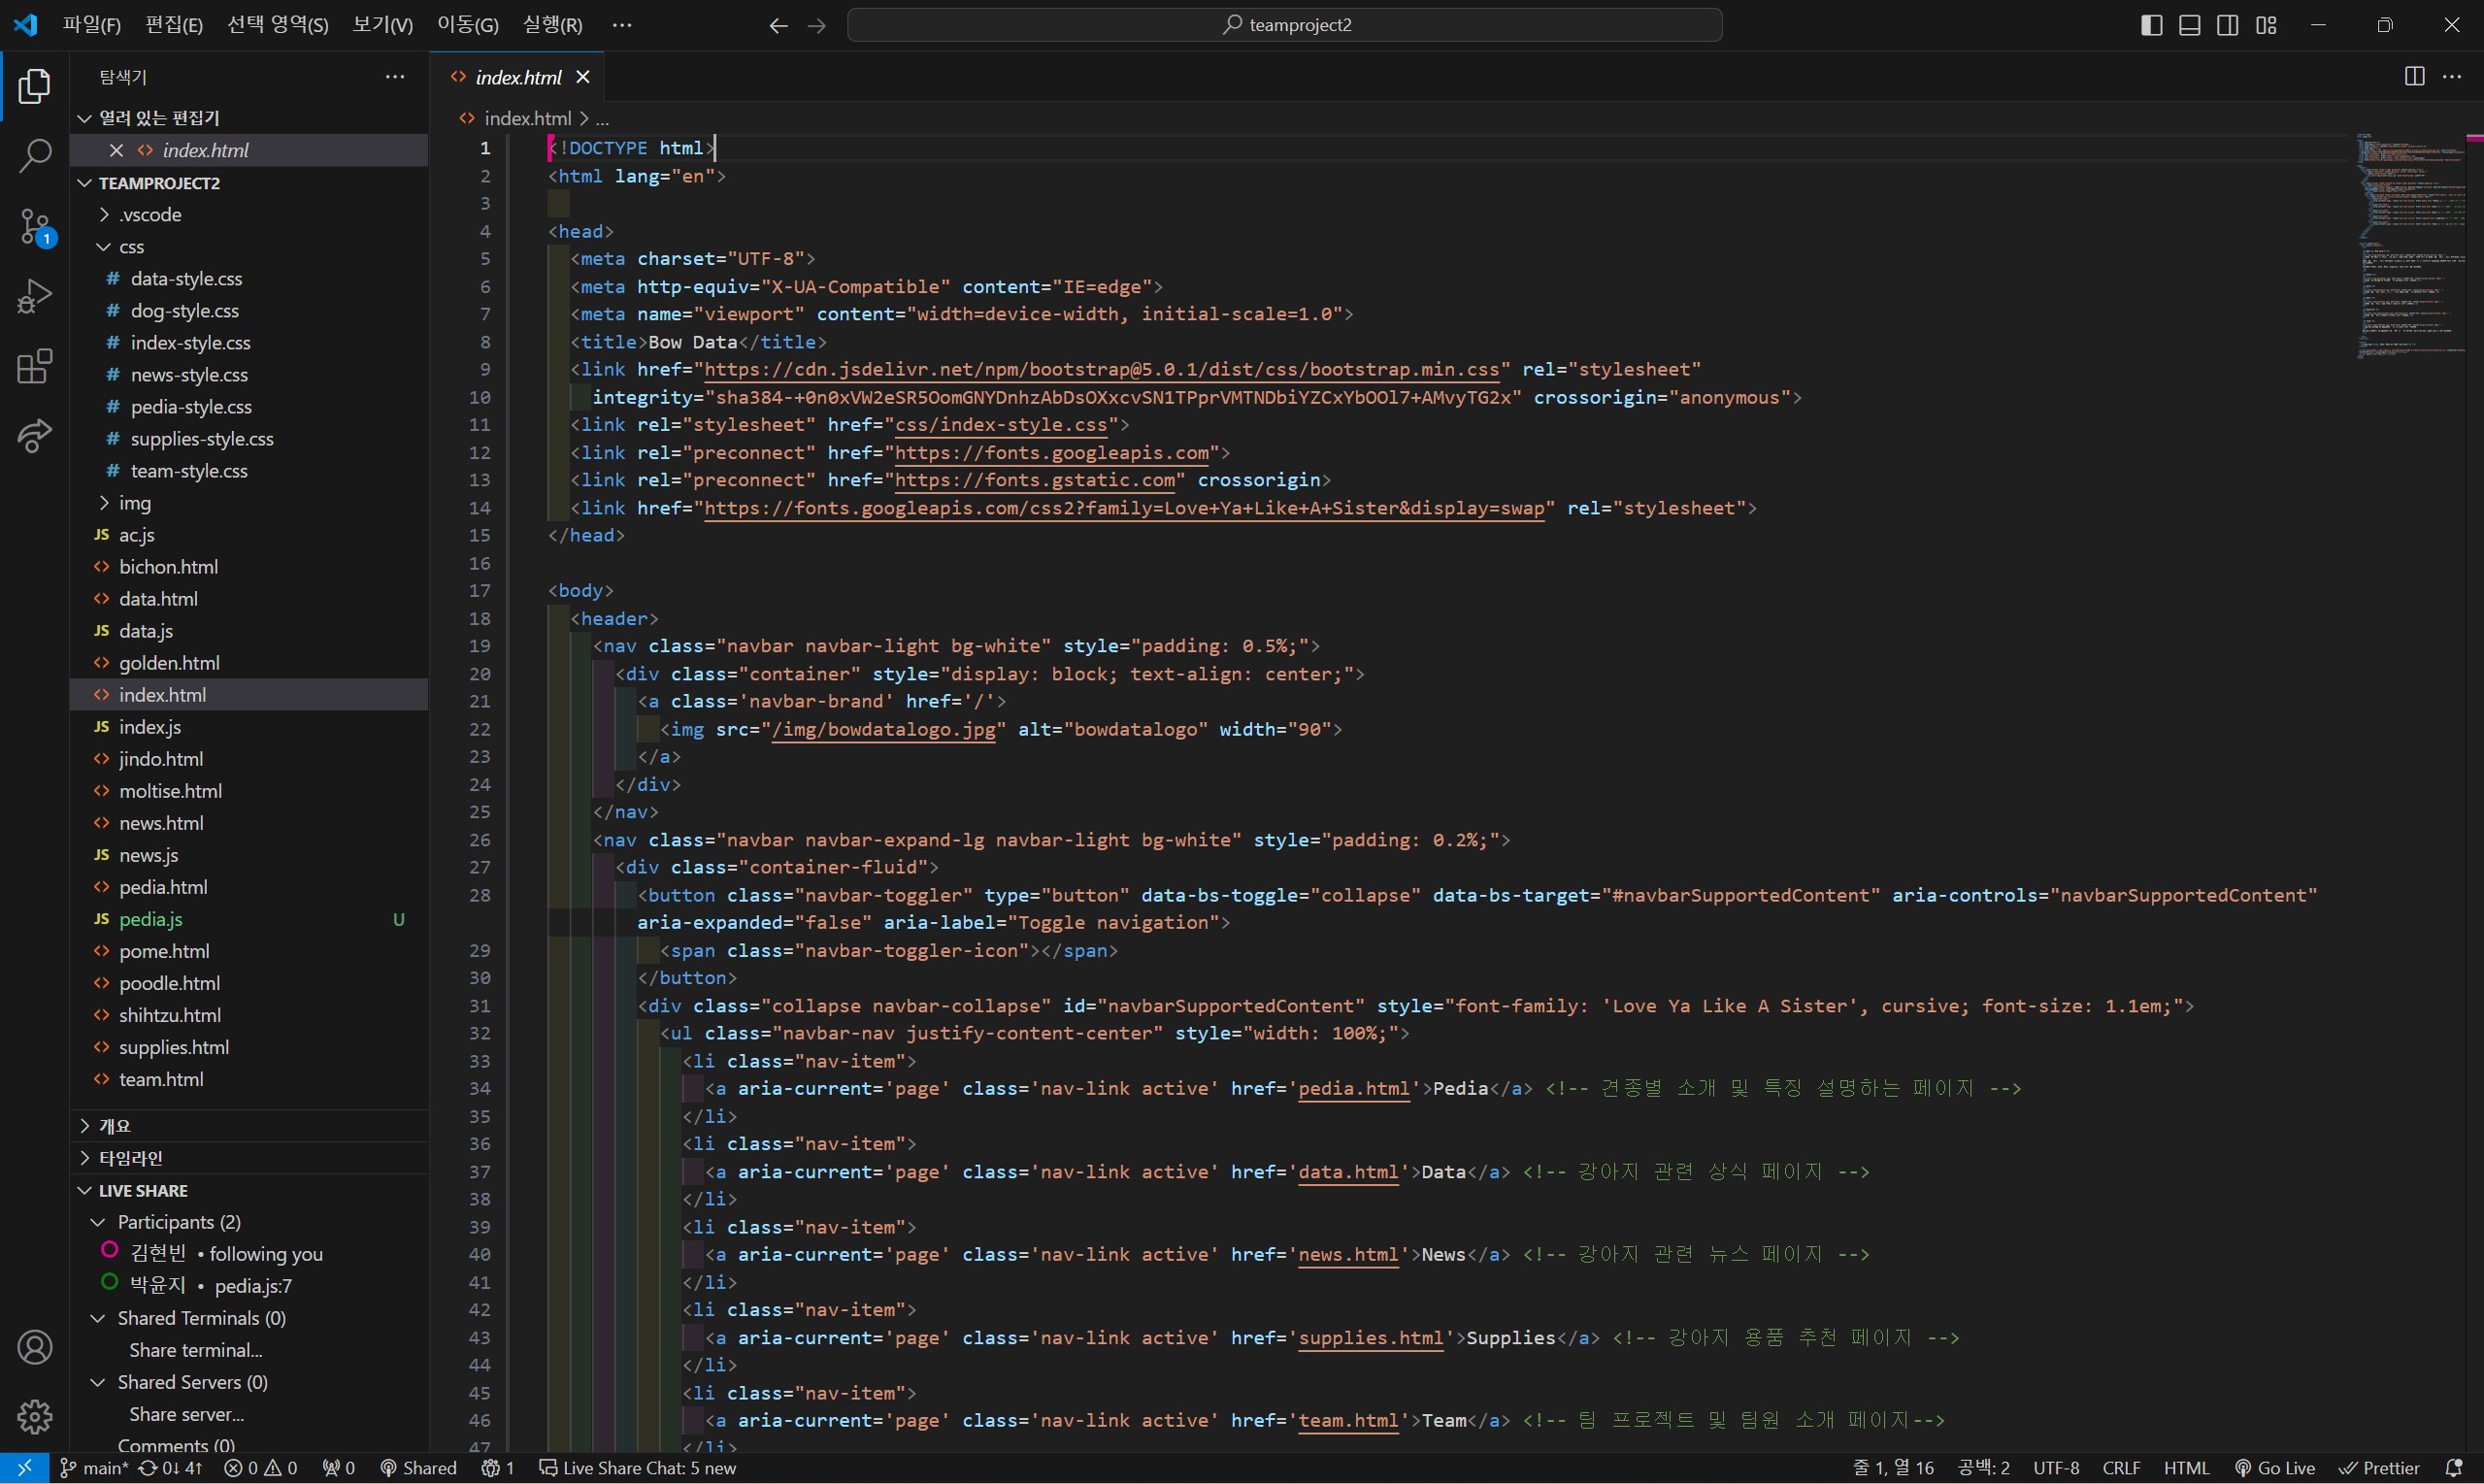 파일(F) 편집(E) 선택 영역(S) 보기(V) 이동(G) 실행(R) ··· teamproject2
탐색기 ···
열려 있는 편집기
index.html
TEAMPROJECT2
.vscode
css
# data-style.css
# dog-style.css
# index-style.css
# news-style.css
# pedia-style.css
# supplies-style.css
# team-style.css
img
JS ac.js
<> bichon.html
<> data.html
JS data.js
<> golden.html
<> index.html
JS index.js
<> jindo.html
<> moltise.html
<> news.html
JS news.js
<> pedia.html
JS pedia.js U
<> pome.html
<> poodle.html
<> shihtzu.html
<> supplies.html
<> team.html
개요
타임라인
LIVE SHARE
Participants (2)
김현빈 • following you
박윤지 • pedia.js:7
Shared Terminals (0)
Share terminal...
Shared Servers (0)
Share server...
Comments (0)
1
<> index.html
<> index.html > ...
1 <!DOCTYPE html>
2 <html lang="en">
3
4 <head>
5 <meta charset="UTF-8">
6 <meta http-equiv="X-UA-Compatible" content="IE=edge">
7 <meta name="viewport" content="width=device-width, initial-scale=1.0">
8 <title>Bow Data</title>
9 <link href="https://cdn.jsdelivr.net/npm/bootstrap@5.0.1/dist/css/bootstrap.min.css" rel="stylesheet"
10 integrity="sha384-+0n0xVW2eSR5OomGNYDnhzAbDsOXxcvSN1TPprVMTNDbiYZCxYbOOl7+AMvyTG2x" crossorigin="anonymous">
11 <link rel="stylesheet" href="css/index-style.css">
12 <link rel="preconnect" href="https://fonts.googleapis.com">
13 <link rel="preconnect" href="https://fonts.gstatic.com" crossorigin>
14 <link href="https://fonts.googleapis.com/css2?family=Love+Ya+Like+A+Sister&display=swap" rel="stylesheet">
15 </head>
16
17 <body>
18 <header>
19 <nav class="navbar navbar-light bg-white" style="padding: 0.5%;">
20 <div class="container" style="display: block; text-align: center;">
21 <a class='navbar-brand' href='/'>
22 <img src="/img/bowdatalogo.jpg" alt="bowdatalogo" width="90">
23 </a>
24 </div>
25 </nav>
26 <nav class="navbar navbar-expand-lg navbar-light bg-white" style="padding: 0.2%;">
27 <div class="container-fluid">
28 <button class="navbar-toggler" type="button" data-bs-toggle="collapse" data-bs-target="#navbarSupportedContent" aria-controls="navbarSupportedContent"
aria-expanded="false" aria-label="Toggle navigation">
29 <span class="navbar-toggler-icon"></span>
30 </button>
31 <div class="collapse navbar-collapse" id="navbarSupportedContent" style="font-family: 'Love Ya Like A Sister', cursive; font-size: 1.1em;">
32 <ul class="navbar-nav justify-content-center" style="width: 100%;">
33 <li class="nav-item">
34 <a aria-current='page' class='nav-link active' href='pedia.html'>Pedia</a> <!-- 견종별 소개 및 특징 설명하는 페이지 -->
35 </li>
36 <li class="nav-item">
37 <a aria-current='page' class='nav-link active' href='data.html'>Data</a> <!-- 강아지 관련 상식 페이지 -->
38 </li>
39 <li class="nav-item">
40 <a aria-current='page' class='nav-link active' href='news.html'>News</a> <!-- 강아지 관련 뉴스 페이지 -->
41 </li>
42 <li class="nav-item">
43 <a aria-current='page' class='nav-link active' href='supplies.html'>Supplies</a> <!-- 강아지 용품 추천 페이지 -->
44 </li>
45 <li class="nav-item">
46 <a aria-current='page' class='nav-link active' href='team.html'>Team</a> <!-- 팀 프로젝트 및 팀원 소개 페이지-->
47 </li>
main* 0↓ 4↑ 0 0 0 Shared 1 Live Share Chat: 5 new 줄 1, 열 16 공백: 2 UTF-8 CRLF HTML Go Live Prettier